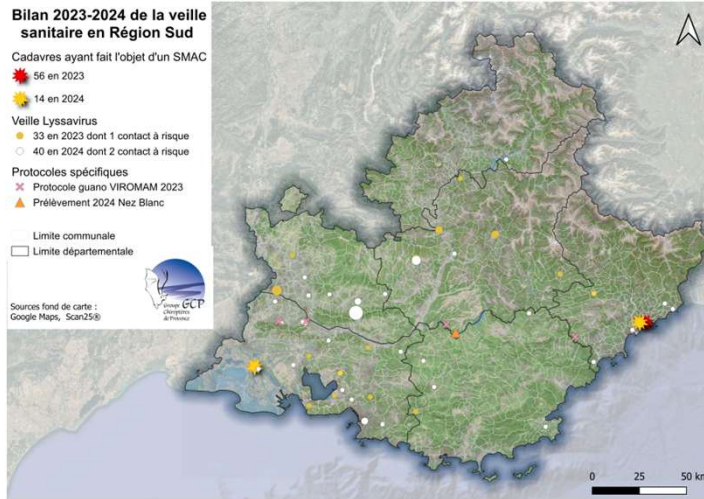 Bilan 2023-2024 de la veille
sanitaire en Région Sud
Cadavres ayant fait l'objet d'un SMAC
56 en 2023
14 en 2024
Veille Lyssavirus
33 en 2023 dont 1 contact à risque
40 en 2024 dont 2 contact à risque
Protocoles spécifiques
Protocole guano VIROMAM 2023
Prélèvement 2024 Nez Blanc
Limite communale
Limite départementale
Sources fond de carte :
Google Maps, Scan25®
GCP
Groupe
Chiroptères
de Provence
0 25 50 km